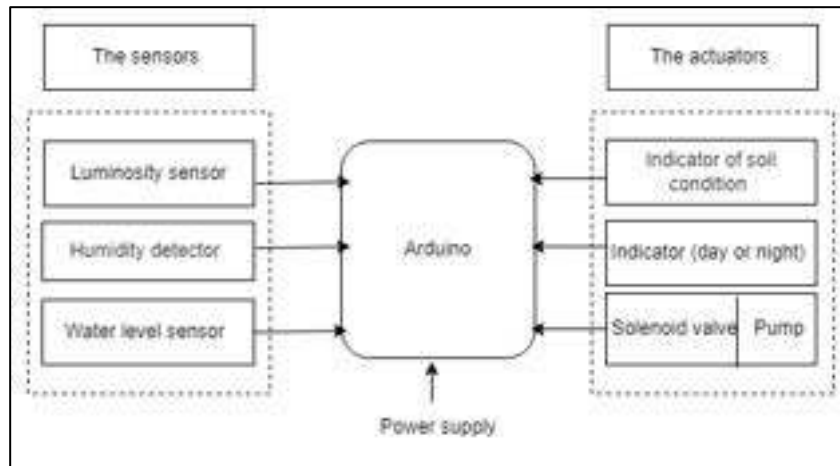 The sensors
The actuators
Luminosity sensor
Humidity detector
Water level sensor
Arduino
Power supply
Indicator of soil
condition
Indicator (day or night)
Solenoid valve
Pump